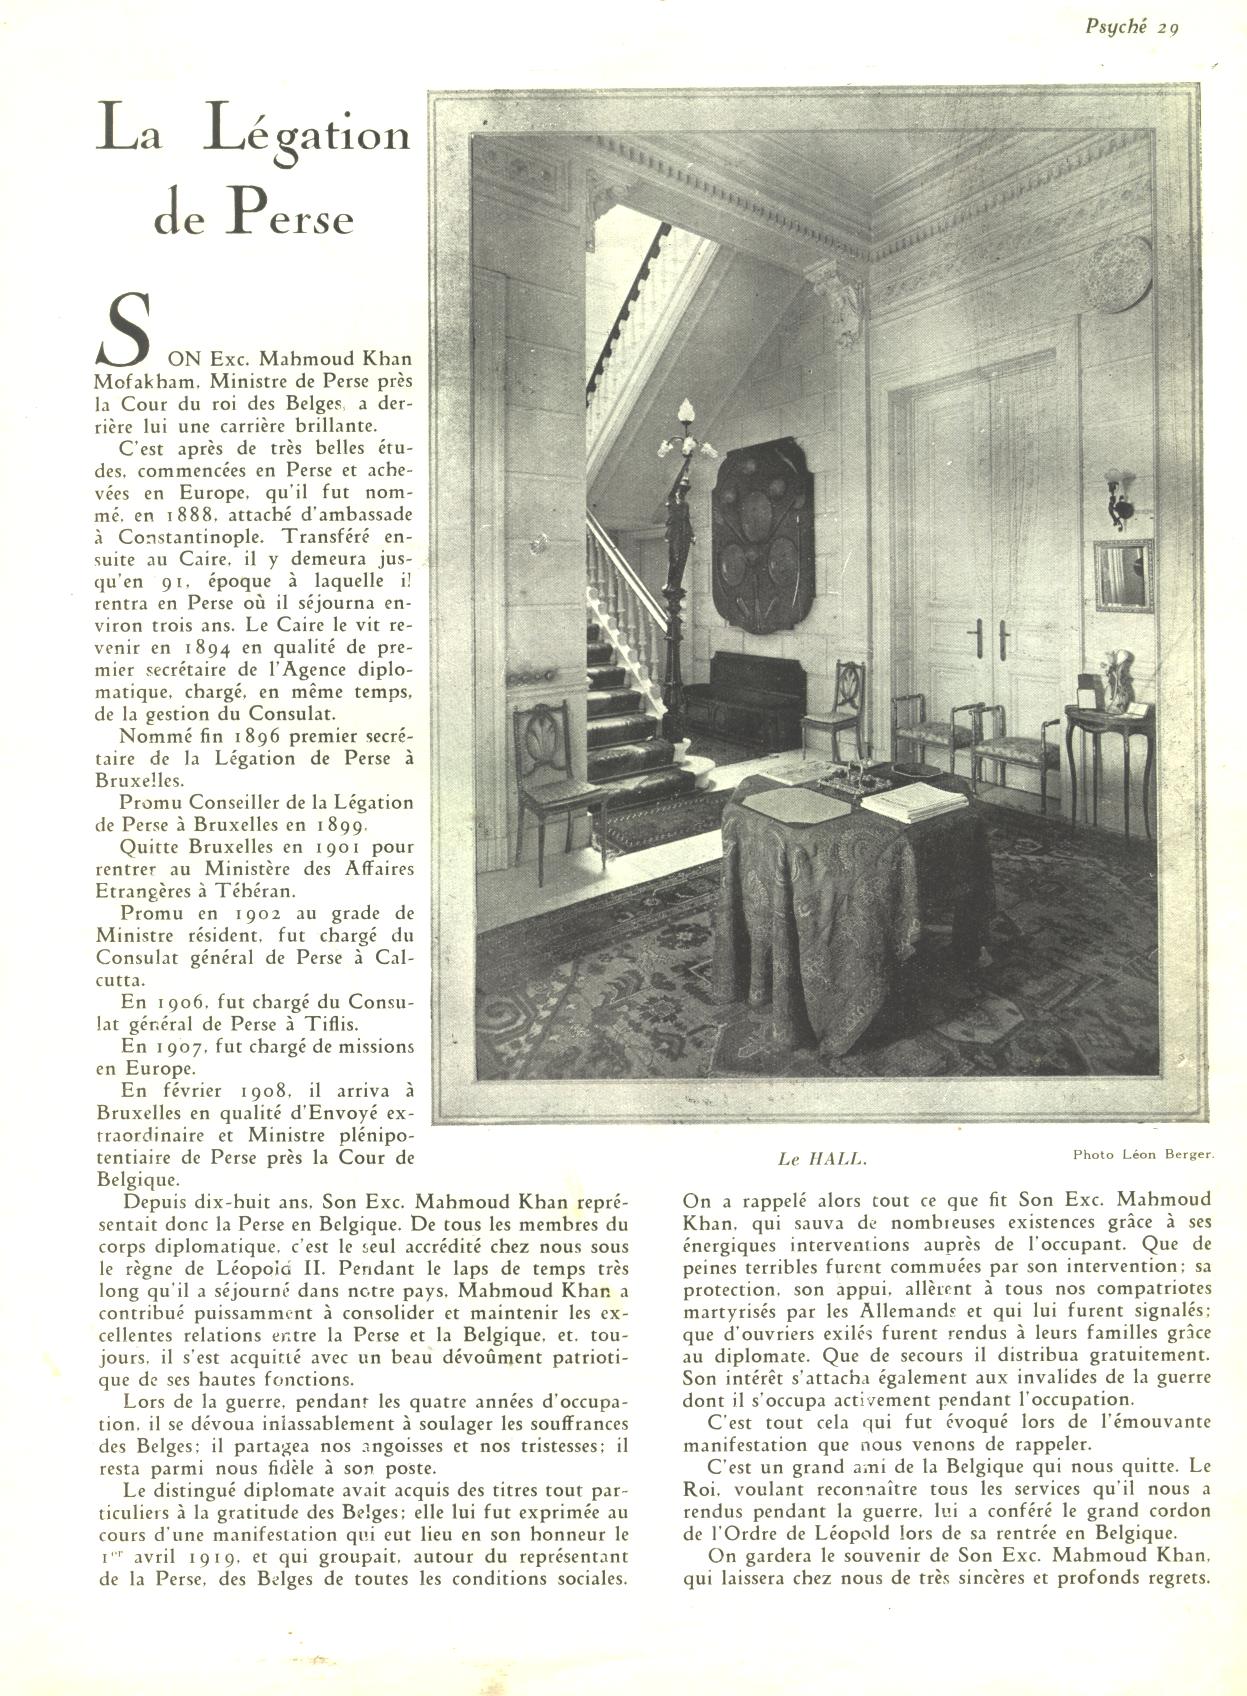 Psyché 29
La Légation
de Perse
SON Exc. Mahmoud Khan
Mofakham, Ministre de Perse près
la Cour du roi des Belges, a der-
rière lui une carrière brillante.
C'est après de très belles étu-
des, commencées en Perse et ache-
vées en Europe, qu'il fut nom-
mé, en 1888, attaché d'ambassade
à Constantinople. Transféré en-
suite au Caire, il y demeura jus-
qu'en 91, époque à laquelle il
rentra en Perse où il séjourna en-
viron trois ans. Le Caire le vit re-
venir en 1894 en qualité de pre-
mier secrétaire de l'Agence diplo-
matique, chargé, en même temps,
de la gestion du Consulat.
Nommé fin 1896 premier secré-
taire de la Légation de Perse à
Bruxelles.
Promu Conseiller de la Légation
de Perse à Bruxelles en 1899.
Quitte Bruxelles en 1901 pour
rentrer au Ministère des Affaires
Etrangères à Téhéran.
Promu en 1902 au grade de
Ministre résident, fut chargé du
Consulat général de Perse à Cal-
cutta.
En 1906, fut chargé du Consu-
lat général de Perse à Tiflis.
En 1907, fut chargé de missions
en Europe.
En février 1908, il arriva à
Bruxelles en qualité d'Envoyé ex-
traordinaire et Ministre plénipo-
tentiaire de Perse près la Cour de
Belgique.
Depuis dix-huit ans, Son Exc. Mahmoud Khan repré-
sentait donc la Perse en Belgique. De tous les membres du
corps diplomatique, c'est le seul accrédité chez nous sous
le règne de Léopold II. Pendant le laps de temps très
long qu'il a séjourné dans notre pays, Mahmoud Khan a
contribué puissamment à consolider et maintenir les ex-
cellentes relations entre la Perse et la Belgique, et, tou-
jours, il s'est acquitté avec un beau dévoûment patrioti-
que de ses hautes fonctions.
Lors de la guerre, pendant les quatre années d'occupa-
tion, il se dévoua inlassablement à soulager les souffrances
des Belges; il partagea nos angoisses et nos tristesses; il
resta parmi nous fidèle à son poste.
Le distingué diplomate avait acquis des titres tout par-
ticuliers à la gratitude des Belges; elle lui fut exprimée au
cours d'une manifestation qui eut lieu en son honneur le
1er avril 1919, et qui groupait, autour du représentant
de la Perse, des Belges de toutes les conditions sociales.
Le HALL.
Photo Léon Berger.
On a rappelé alors tout ce que fit Son Exc. Mahmoud
Khan, qui sauva de nombreuses existences grâce à ses
énergiques interventions auprès de l'occupant. Que de
peines terribles furent commuées par son intervention; sa
protection, son appui, allèrent à tous nos compatriotes
martyrisés par les Allemands et qui lui furent signalés;
que d'ouvriers exilés furent rendus à leurs familles grâce
au diplomate. Que de secours il distribua gratuitement.
Son intérêt s'attacha également aux invalides de la guerre
dont il s'occupa activement pendant l'occupation.
C'est tout cela qui fut évoqué lors de l'émouvante
manifestation que nous venons de rappeler.
C'est un grand ami de la Belgique qui nous quitte. Le
Roi, voulant reconnaître tous les services qu'il nous a
rendus pendant la guerre, lui a conféré le grand cordon
de l'Ordre de Léopold lors de sa rentrée en Belgique.
On gardera le souvenir de Son Exc. Mahmoud Khan,
qui laissera chez nous de très sincères et profonds regrets.